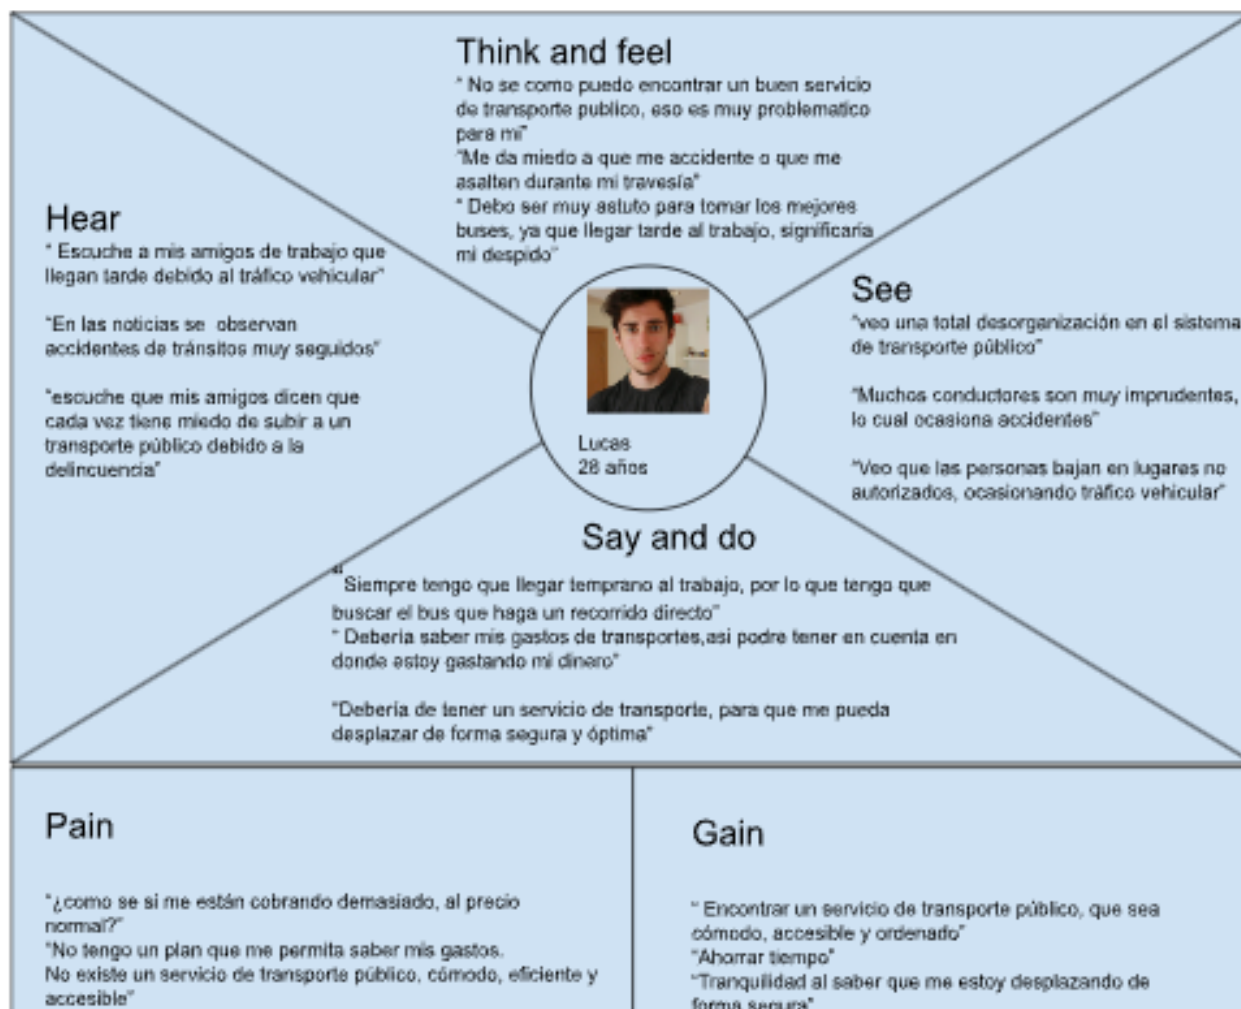 Think and feel
“ No se como puedo encontrar un buen servicio
de transporte publico, eso es muy problematico
para mi”
“Me da miedo a que me accidente o que me
asalten durante mi travesía”
“ Debo ser muy astuto para tomar los mejores
buses, ya que llegar tarde al trabajo, significaria
mi despido”
Hear
“ Escuche a mis amigos de trabajo que
llegan tarde debido al tráfico vehicular”
“En las noticias se  observan
accidentes de tránsitos muy seguidos”
“escuche que mis amigos dicen que
cada vez tiene miedo de subir a un
transporte público debido a la
delincuencia”
See
“veo una total desorganización en el sistema
de transporte público”
“Muchos conductores son muy imprudentes,
lo cual ocasiona accidentes”
“Veo que las personas bajan en lugares no
autorizados, ocasionando tráfico vehicular”
Lucas
28 años
Say and do
“ Siempre tengo que llegar temprano al trabajo, por lo que tengo que
buscar el bus que haga un recorrido directo”
“ Debería saber mis gastos de transportes,asi podre tener en cuenta en
donde estoy gastando mi dinero”
“Debería de tener un servicio de transporte, para que me pueda
desplazar de forma segura y óptima”
Pain
“¿como se si me están cobrando demasiado, al precio
normal?”
“No tengo un plan que me permita saber mis gastos.
No existe un servicio de transporte público, cómodo, eficiente y
accesible”
Gain
“ Encontrar un servicio de transporte público, que sea
cómodo, accesible y ordenado”
“Ahorrar tiempo”
“Tranquilidad al saber que me estoy desplazando de
forma segura”